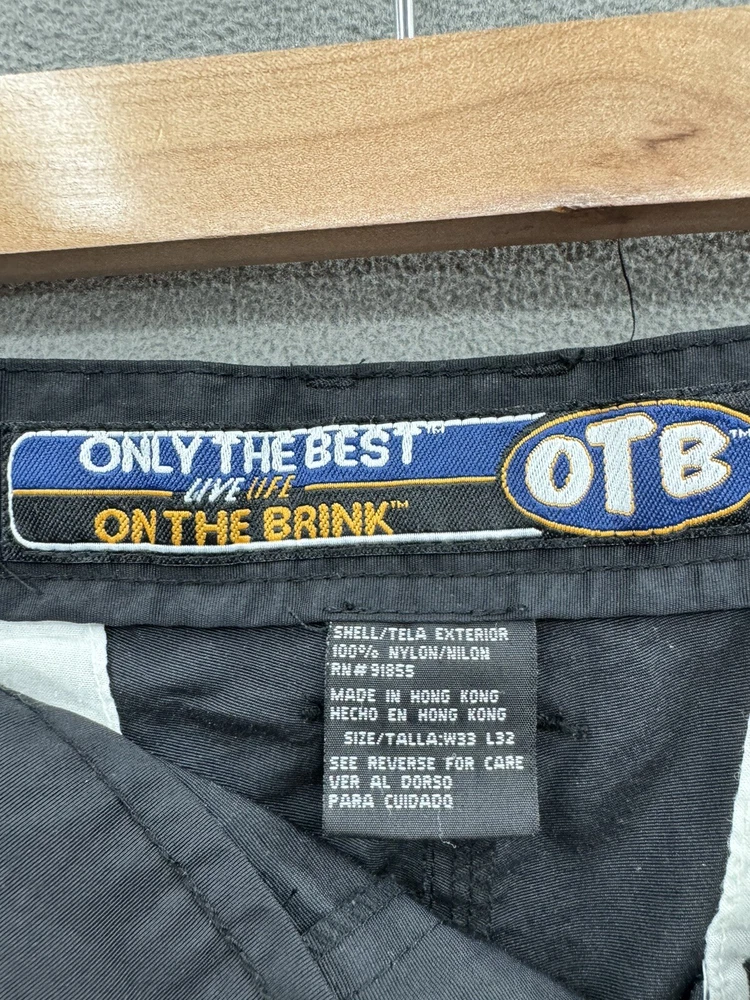 ONLY THE BEST™
LIVE LIFE
ON THE BRINK™
OTB™
SHELL/TELA EXTERIOR
100% NYLON/NILON
RN# 91855
MADE IN HONG KONG
HECHO EN HONG KONG
SIZE/TALLA:W33 L32
SEE REVERSE FOR CARE
VER AL DORSO
PARA CUIDADO